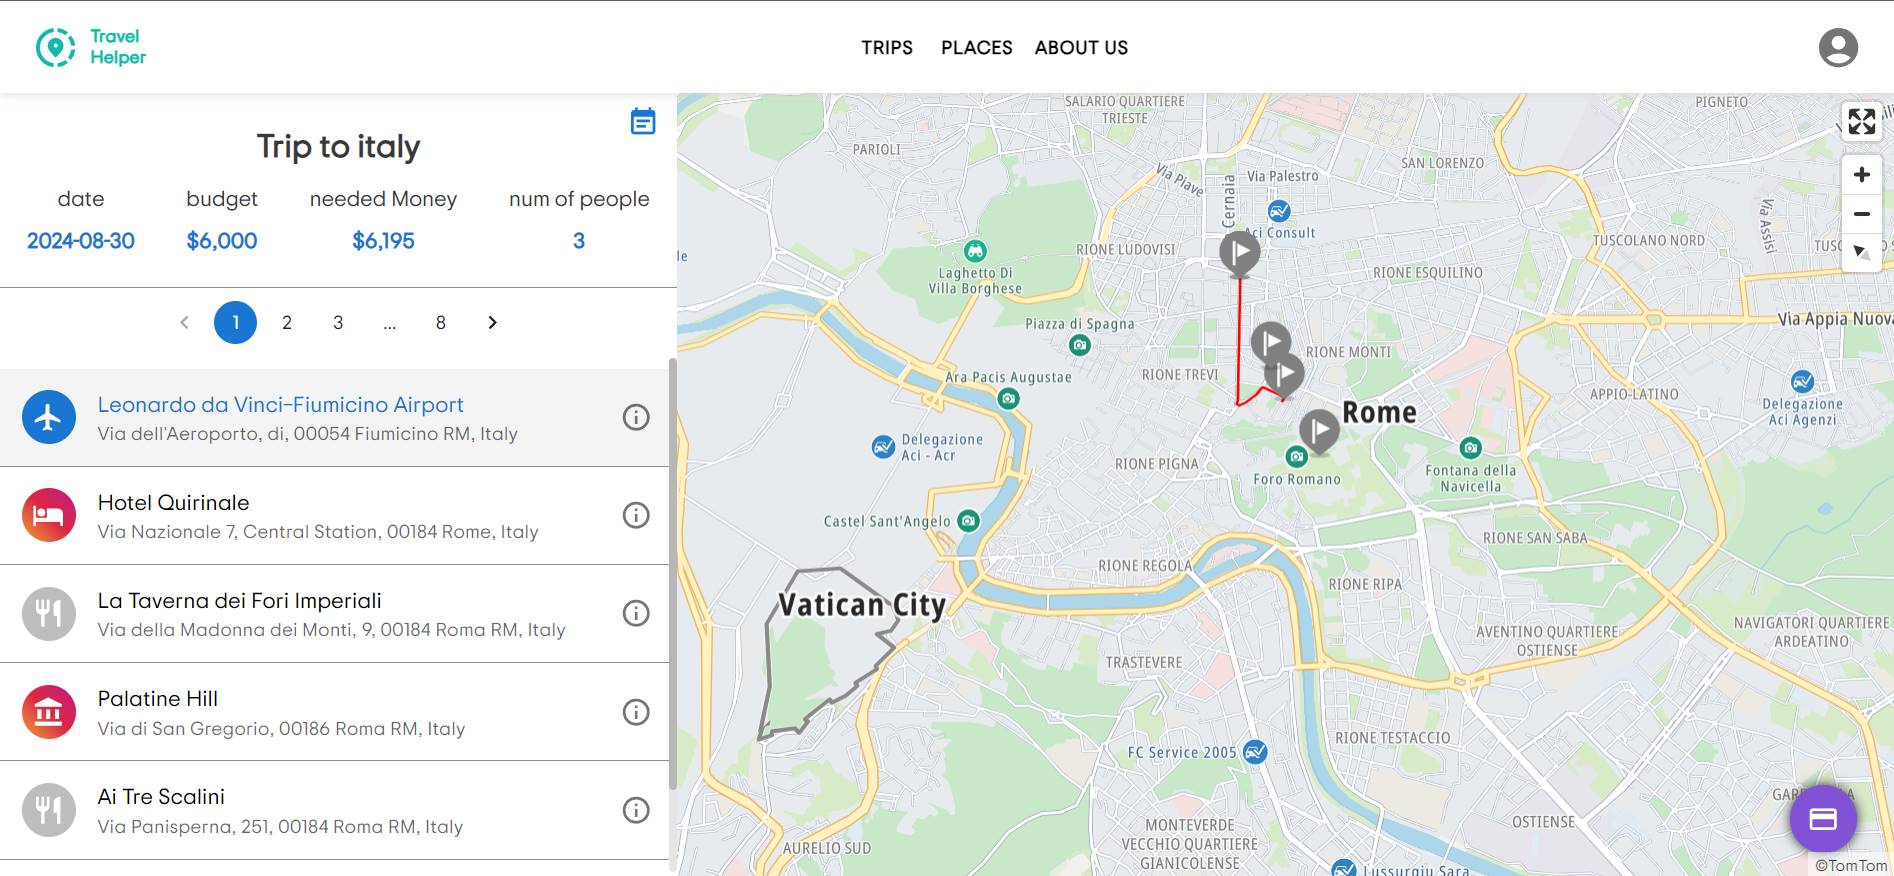 Travel
Helper
TRIPS
PLACES
ABOUT US
Trip to italy
date
budget
needed Money
num of people
2024-08-30
$6,000
$6,195
3
1
2
3
...
8
Leonardo da Vinci–Fiumicino Airport
Via dell'Aeroporto, di, 00054 Fiumicino RM, Italy
Hotel Quirinale
Via Nazionale 7, Central Station, 00184 Rome, Italy
La Taverna dei Fori Imperiali
Via della Madonna dei Monti, 9, 00184 Roma RM, Italy
Palatine Hill
Via di San Gregorio, 00186 Roma RM, Italy
Ai Tre Scalini
Via Panisperna, 251, 00184 Roma RM, Italy
SALARIO QUARTIERE
TRIESTE
PIGNETO
PARIOLI
SAN LORENZO
Via Piave
Via Palestro
Cernaia
Via Assisi
Aci Consult
le
RIONE LUDOVISI
TUSCOLANO NORD
TUSC
Laghetto Di
Villa Borghese
RIONE ESQUILINO
Piazza di Spagna
Via Appia Nuova
RIONE MONTI
RIONE TREVI
Ara Pacis Augustae
APPIO-LATINO
Delegazione
Aci Agenzi
Rome
Delegazione
Aci - Acr
RIONE PIGNA
Foro Romano
Fontana della
Navicella
Castel Sant'Angelo
RIONE SAN SABA
RIONE REGOLA
RIONE RIPA
Vatican City
AVENTINO QUARTIERE
OSTIENSE
NAVIGATORI QUARTIERE
ARDEATINO
TRASTEVERE
RIONE TESTACCIO
FC Service 2005
OSTIENSE
MONTEVERDE
VECCHIO QUARTIERE
GIANICOLENSE
AURELIO SUD
Lussurgiu Sara
©TomTom